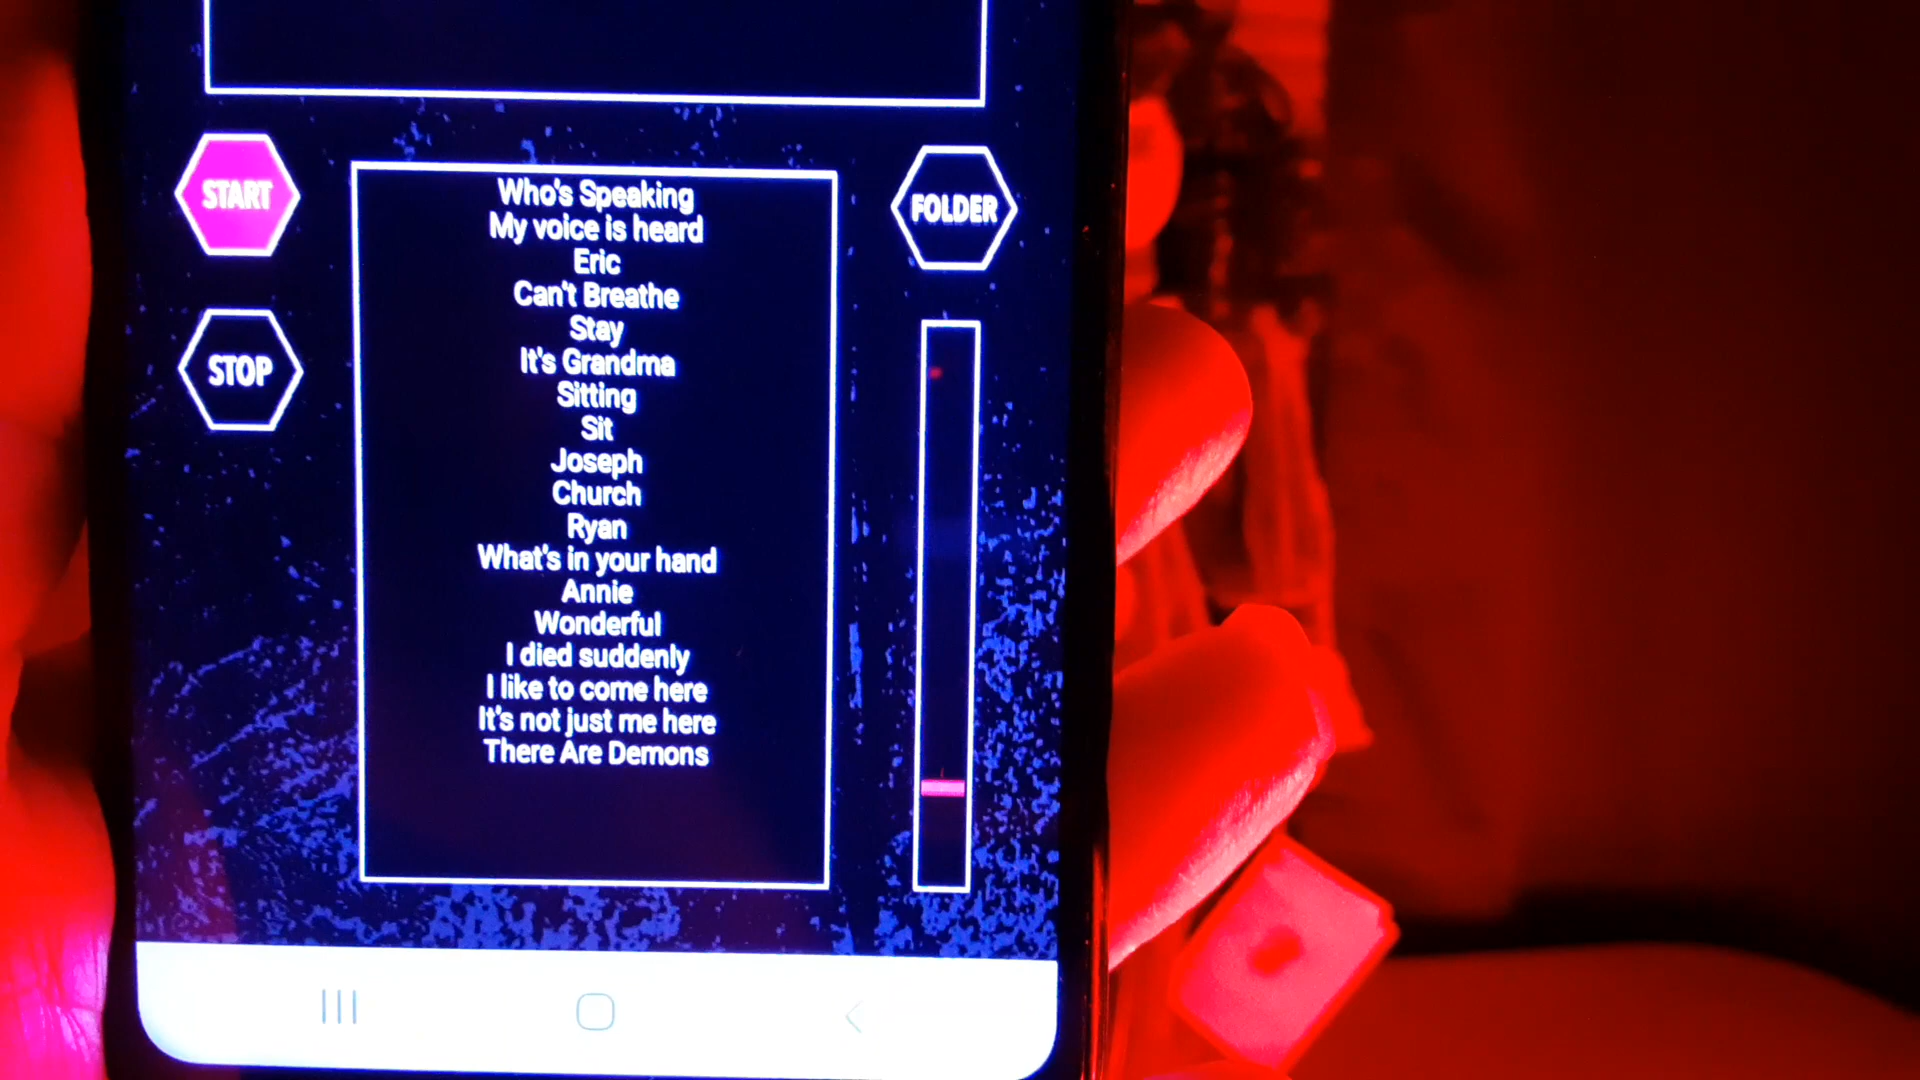 START
FOLDER
STOP
Who's Speaking
My voice is heard
Eric
Can't Breathe
Stay
It's Grandma
Sitting
Sit
Joseph
Church
Ryan
What's in your hand
Annie
Wonderful
I died suddenly
I like to come here
It's not just me here
There Are Demons